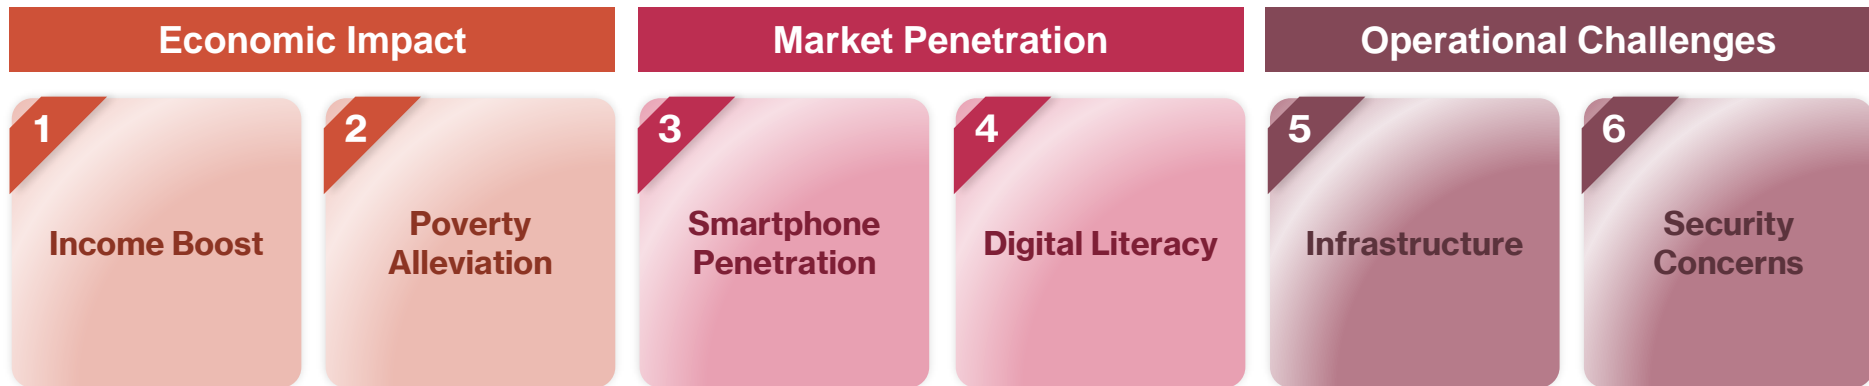 Economic Impact
Market Penetration
Operational Challenges
1
Income Boost
2
Poverty
Alleviation
3
Smartphone
Penetration
4
Digital Literacy
5
Infrastructure
6
Security
Concerns